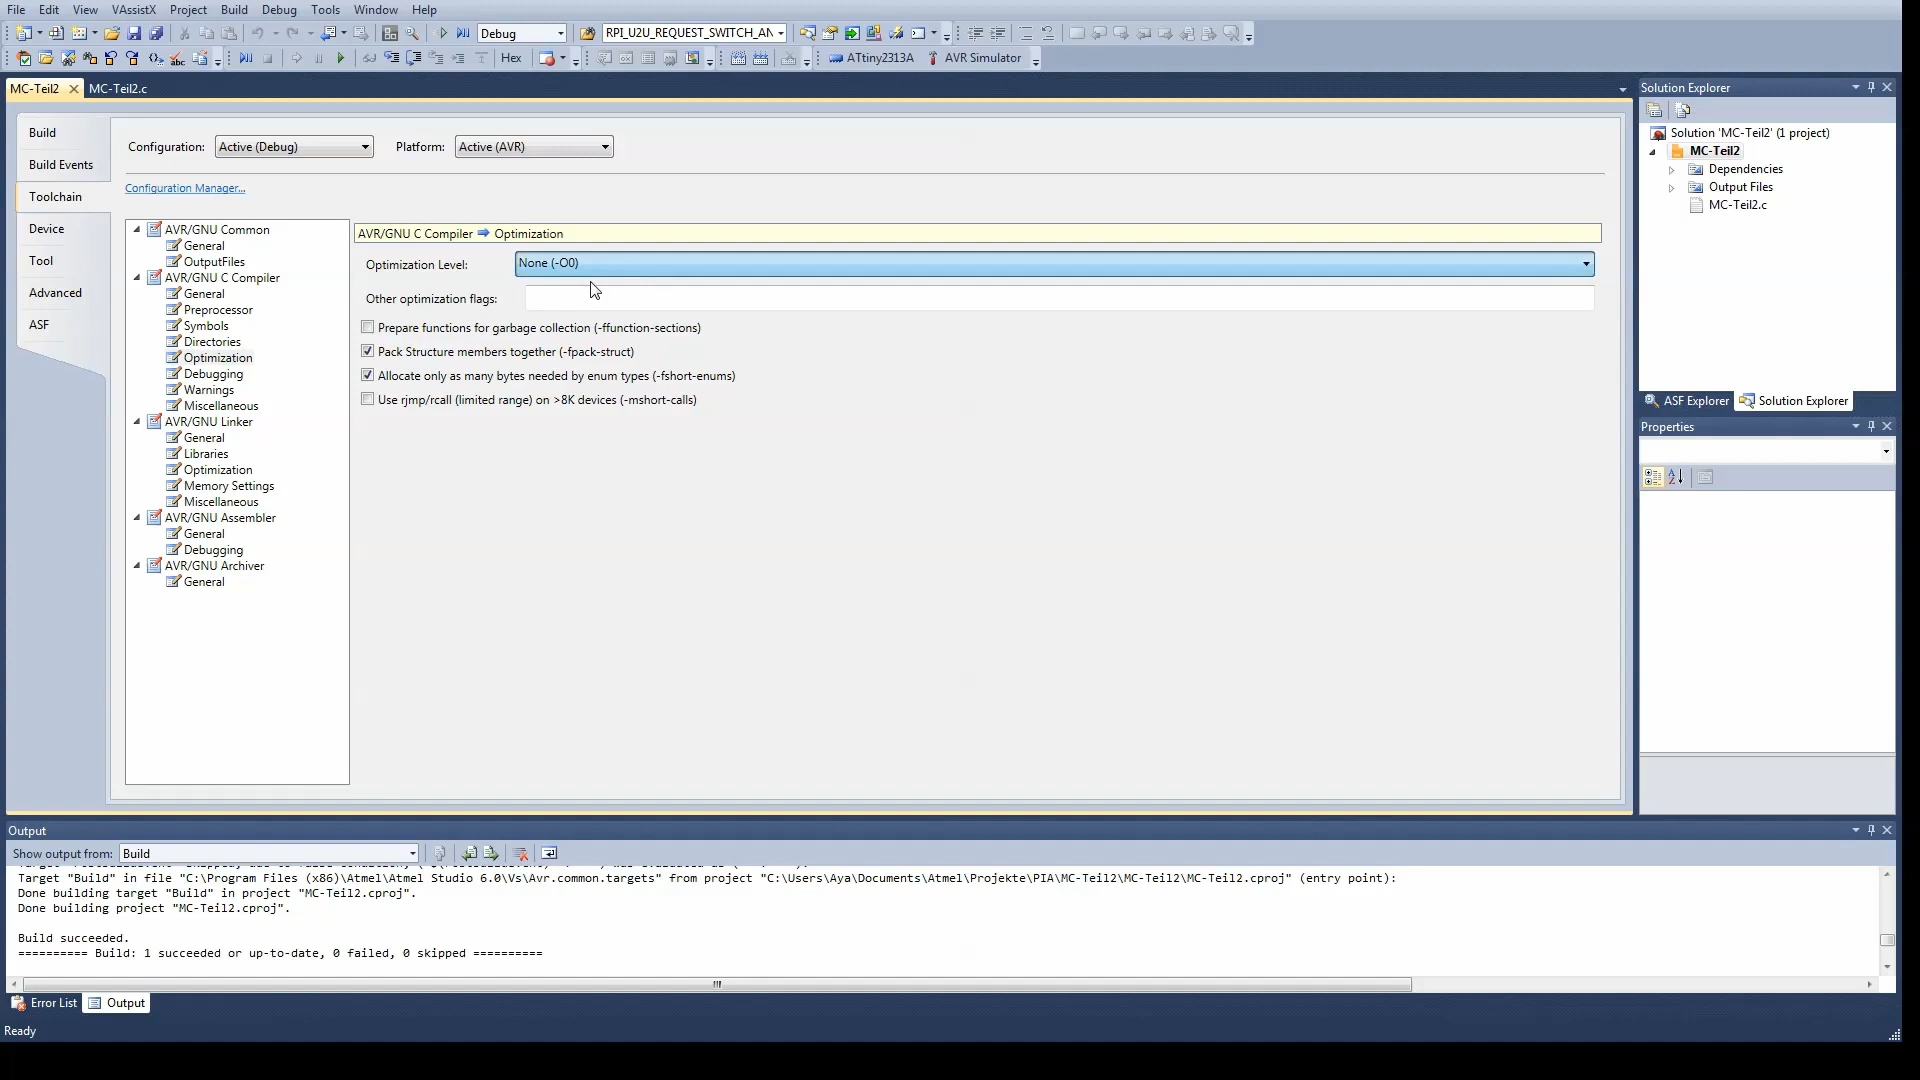 File Edit View VAssistX Project Build Debug Tools Window Help
Debug RPI_U2U_REQUEST_SWITCH_AN
Hex ATtiny2313A AVR Simulator
MC-Teil2 MC-Teil2.c
Build
Build Events
Toolchain
Device
Tool
Advanced
ASF
Configuration: Active (Debug) Platform: Active (AVR)
Configuration Manager...
AVR/GNU Common
General
OutputFiles
AVR/GNU C Compiler
General
Preprocessor
Symbols
Directories
Optimization
Debugging
Warnings
Miscellaneous
AVR/GNU Linker
General
Libraries
Optimization
Memory Settings
Miscellaneous
AVR/GNU Assembler
General
Debugging
AVR/GNU Archiver
General
AVR/GNU C Compiler Optimization
Optimization Level: None (-O0)
Other optimization flags:
Prepare functions for garbage collection (-ffunction-sections)
Pack Structure members together (-fpack-struct)
Allocate only as many bytes needed by enum types (-fshort-enums)
Use rjmp/rcall (limited range) on >8K devices (-mshort-calls)
Solution Explorer
Solution 'MC-Teil2' (1 project)
MC-Teil2
Dependencies
Output Files
MC-Teil2.c
ASF Explorer Solution Explorer
Properties
Output
Show output from: Build
Target "Build" in file "C:\Program Files (x86)\Atmel\Atmel Studio 6.0\Vs\Avr.common.targets" from project "C:\Users\Aya\Documents\Atmel\Projekte\PIA\MC-Teil2\MC-Teil2\MC-Teil2.cproj" (entry point):
Done building target "Build" in project "MC-Teil2.cproj".
Done building project "MC-Teil2.cproj".
Build succeeded.
========== Build: 1 succeeded or up-to-date, 0 failed, 0 skipped ==========
Error List Output
Ready